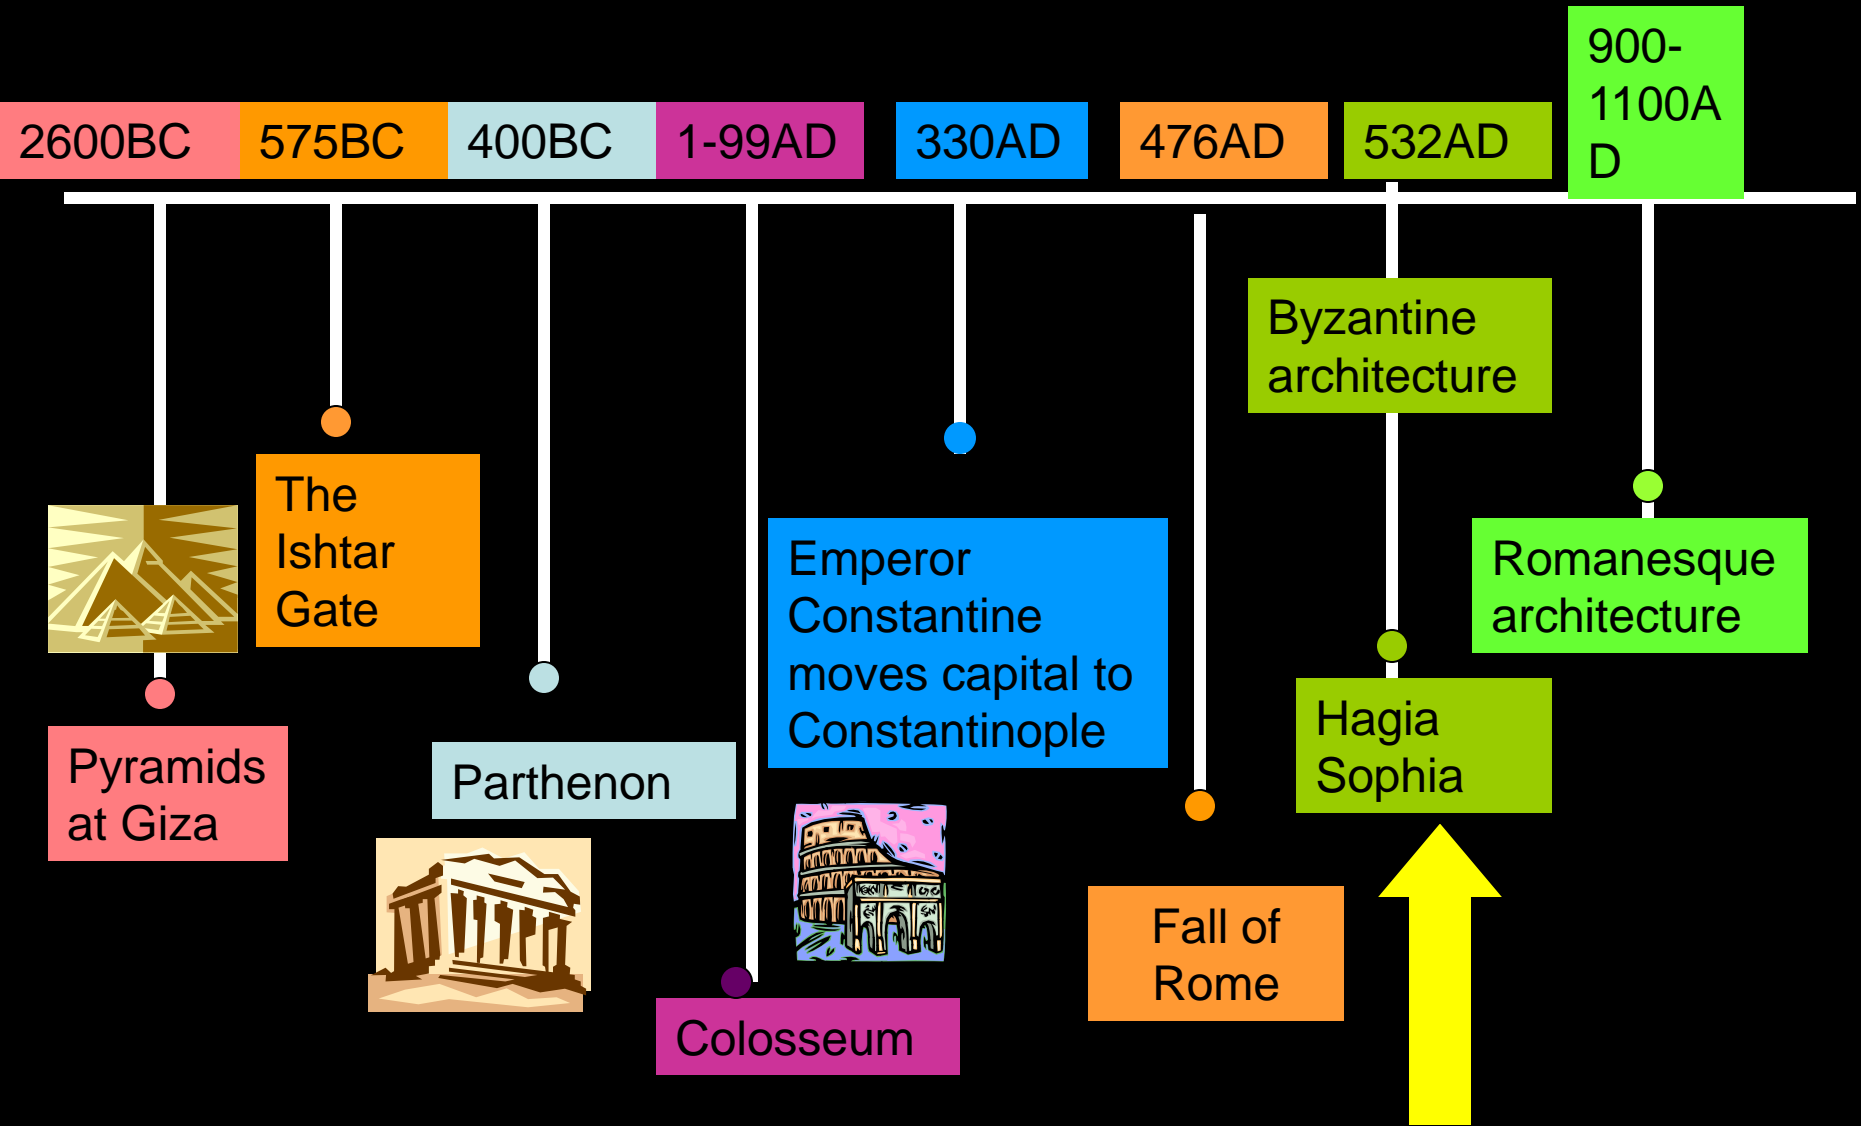 2600BC
575BC
400BC
1-99AD
330AD
476AD
532AD
900-
1100A
D
Byzantine
architecture
The
Ishtar
Gate
Emperor
Constantine
moves capital to
Constantinople
Romanesque
architecture
Pyramids
at Giza
Parthenon
Hagia
Sophia
Fall of
Rome
Colosseum